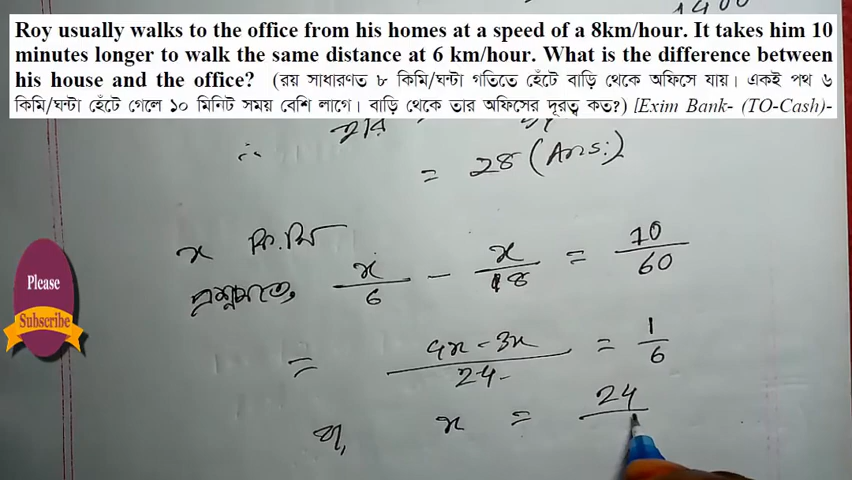 Roy usually walks to the office from his homes at a speed of a 8km/hour. It takes him 10
minutes longer to walk the same distance at 6 km/hour. What is the difference between
his house and the office? (রয় সাধারণত ৮ কিমি/ঘন্টা গতিতে হেঁটে বাড়ি থেকে অফিসে যায়। একই পথ ৬
কিমি/ঘন্টা হেঁটে গেলে ১০ মিনিট সময় বেশি লাগে। বাড়ি থেকে তার অফিসের দূরত্ব কত?) [Exim Bank- (TO-Cash)-
∴
= 28 (Ans:)
x কি.মি
প্রশ্নমতে, x/6 - x/8 = 10/60
= 4x - 3x/24 = 1/6
বা, x = 24
Please
Subscribe